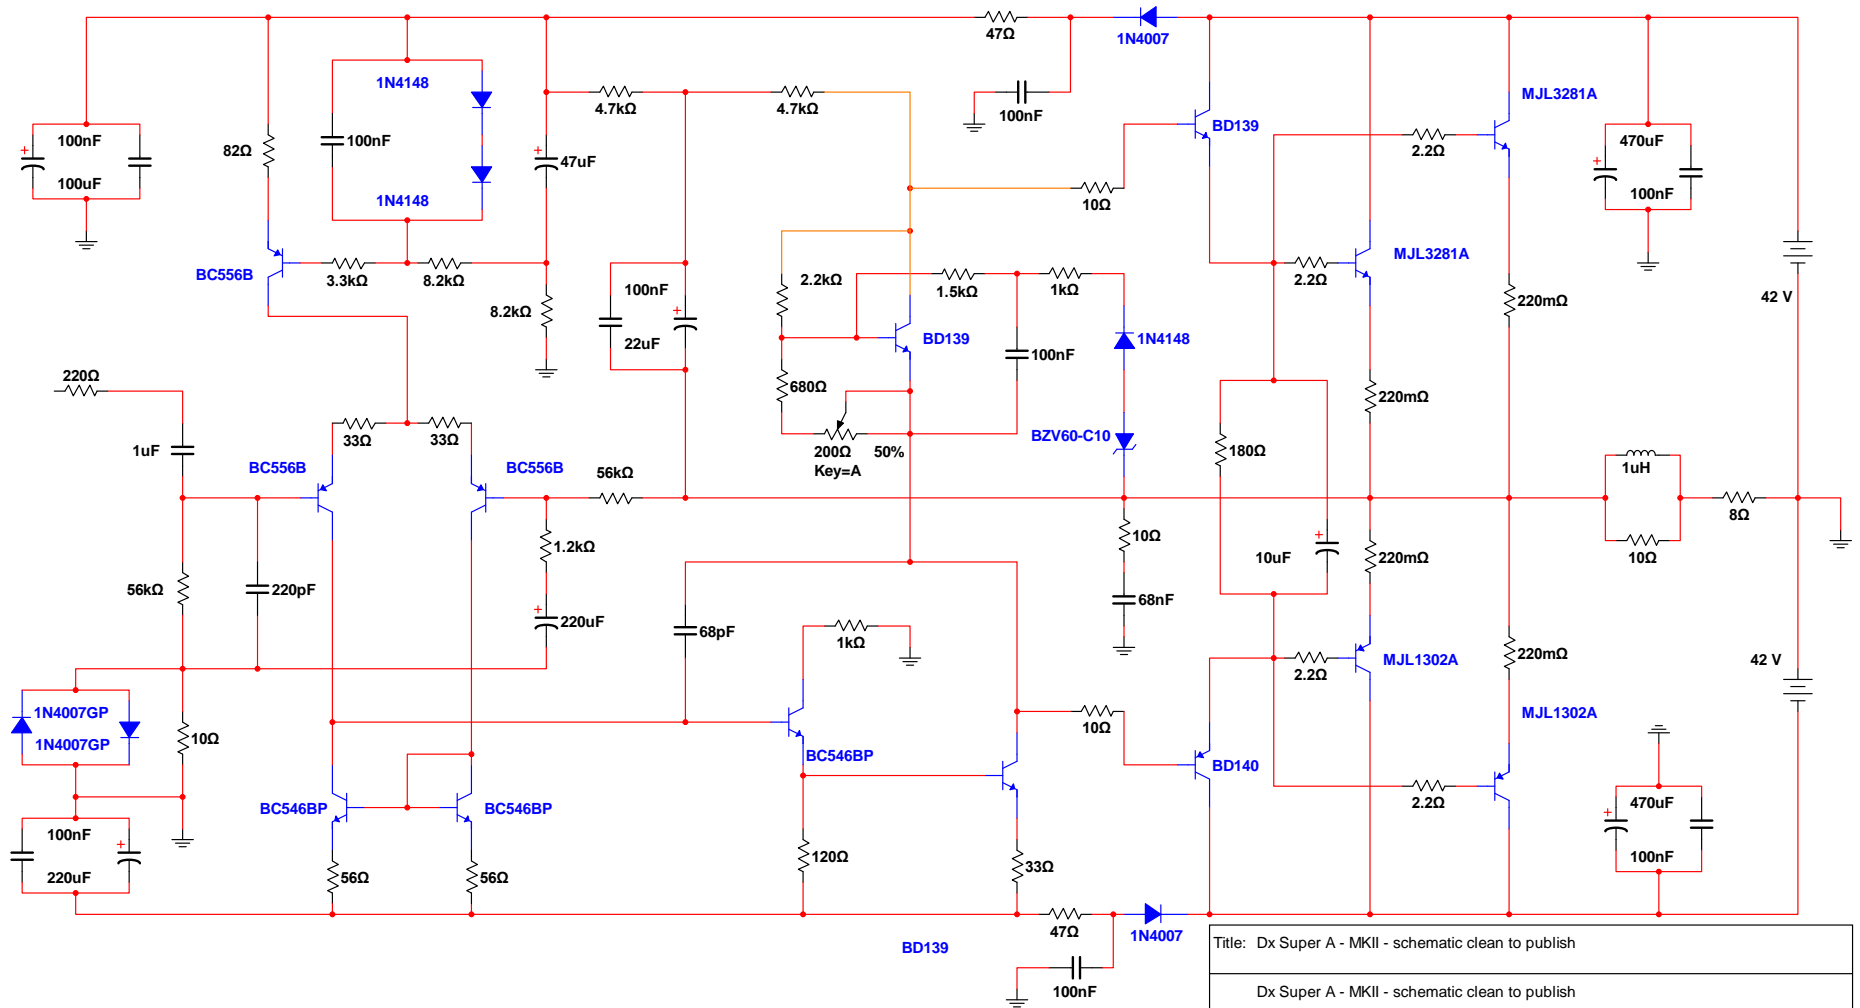 47Ω
1N4007
1N4148
4.7kΩ
4.7kΩ
100nF
MJL3281A
BD139
100nF
100uF
82Ω
100nF
47uF
2.2Ω
470uF
100nF
1N4148
10Ω
BC556B
3.3kΩ
8.2kΩ
2.2kΩ
1.5kΩ
1kΩ
2.2Ω
MJL3281A
42 V
8.2kΩ
100nF
22uF
BD139
100nF
1N4148
220mΩ
220Ω
680Ω
220mΩ
33Ω
33Ω
1uF
200Ω
Key=A
50%
BZV60-C10
180Ω
BC556B
BC556B
56kΩ
1uH
8Ω
1.2kΩ
10Ω
10uF
220mΩ
10Ω
56kΩ
220pF
220uF
68pF
68nF
1kΩ
MJL1302A
220mΩ
42 V
2.2Ω
1N4007GP
1N4007GP
10Ω
BC546BP
10Ω
BD140
MJL1302A
BC546BP
BC546BP
2.2Ω
470uF
100nF
100nF
220uF
56Ω
56Ω
120Ω
33Ω
47Ω
1N4007
BD139
100nF
Title: Dx Super A - MKII - schematic clean to publish
Dx Super A - MKII - schematic clean to publish